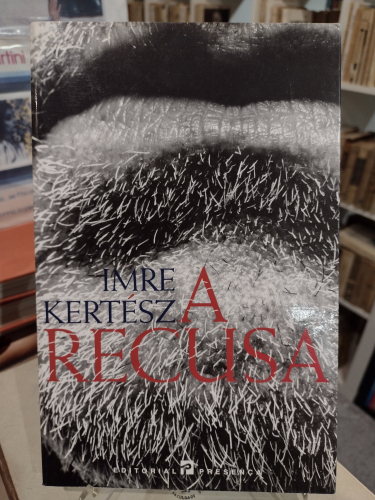 IMRE
KERTÉSZ
A
RECUSA
EDITORIAL PRESENÇA